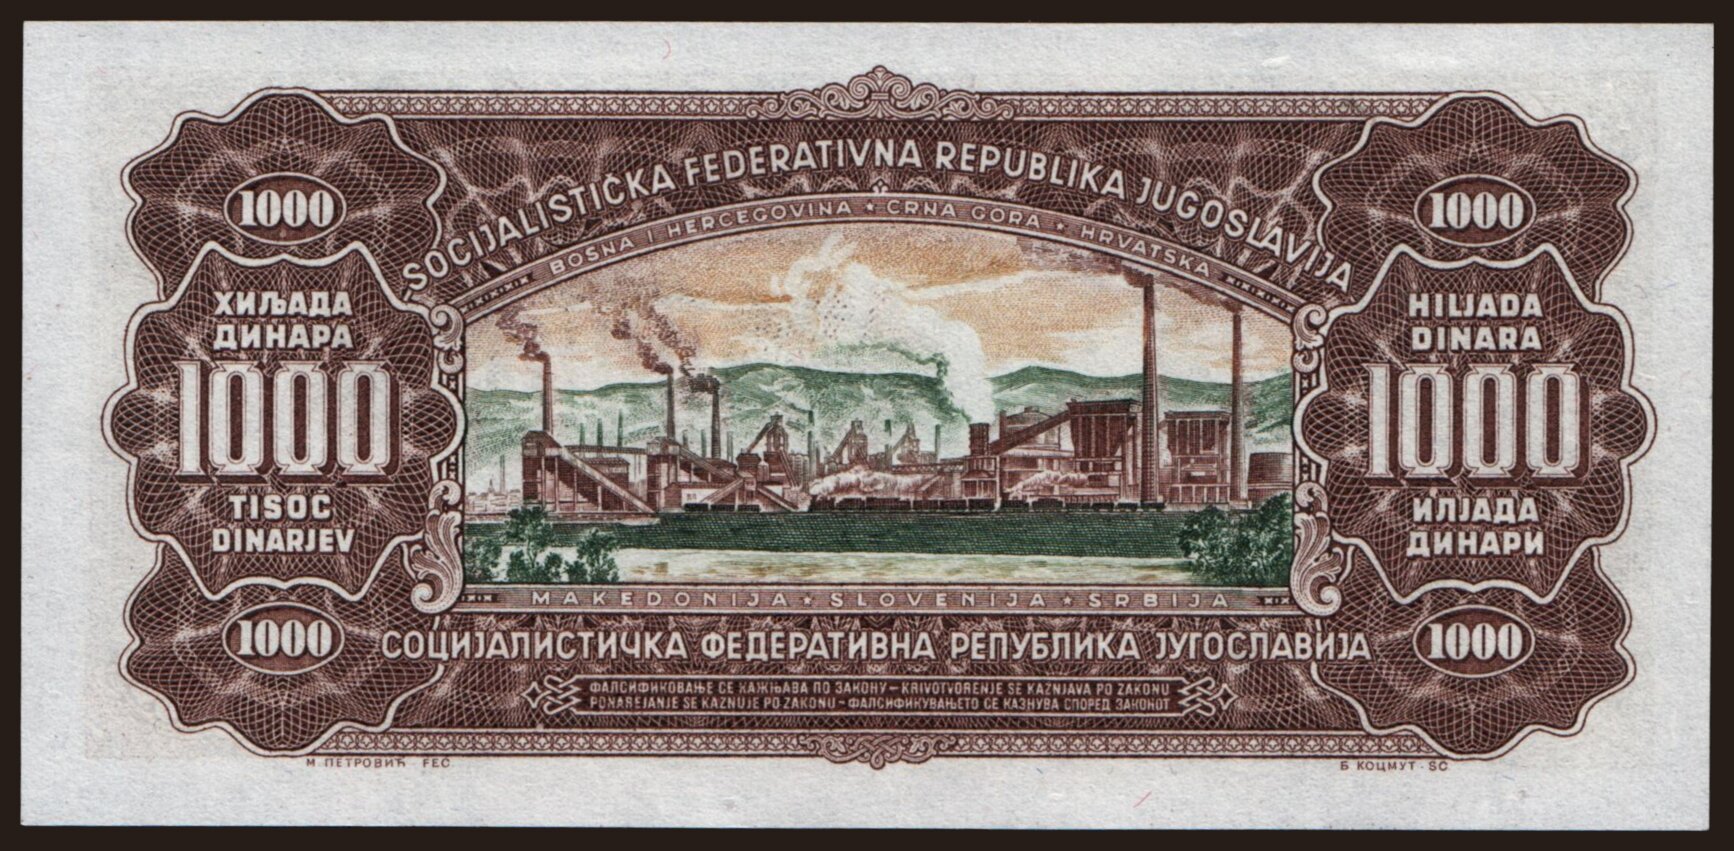 SOCIJALISTIČKA FEDERATIVNA REPUBLIKA JUGOSLAVIJA
BOSNA I HERCEGOVINA ★ CRNA GORA ★ HRVATSKA
1000
ХИЉАДА
ДИНАРА
1000
TISOČ
DINARJEV
1000
1000
HILJADA
DINARA
1000
ИЛЈАДА
ДИНАРИ
1000
MAKEDONIJA ★ SLOVENIJA ★ SRBIJA
СОЦИЈАЛИСТИЧКА ФЕДЕРАТИВНА РЕПУБЛИКА ЈУГОСЛАВИЈА
ФАЛСИФИКОВАЊЕ СЕ КАЖЊАВА ПО ЗАКОНУ – KRIVOTVORENJE SE KAŽNJAVA PO ZAKONU
PONAREJANJE SE KAZNUJE PO ZAKONU – ФАЛСИФИКУВАЊЕТО СЕ КАЗНУВА СПОРЕД ЗАКОНОТ
М. ПЕТРОВИЋ FEC
Б. КОЦМУТ - SC